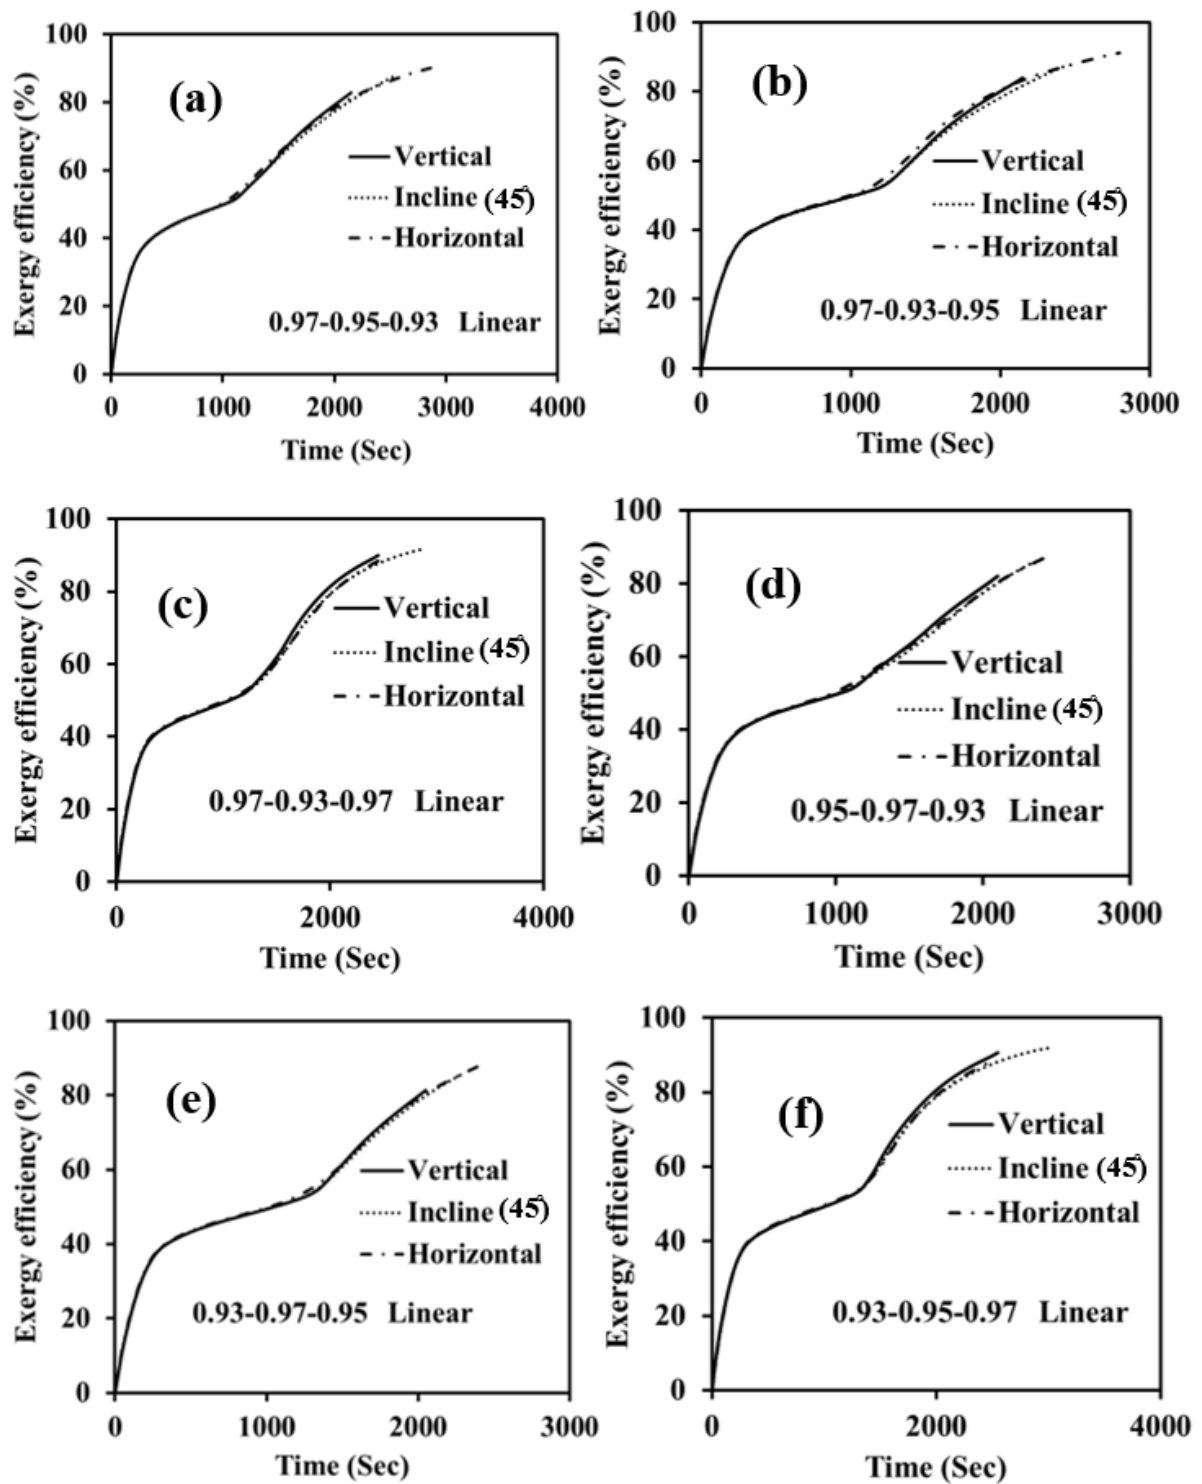 (a)
Exergy efficiency (%)
100
80
60
40
20
0
Vertical
Incline (45°)
Horizontal
0.97-0.95-0.93 Linear
0 1000 2000 3000 4000
Time (Sec)
(b)
Exergy efficiency (%)
100
80
60
40
20
0
Vertical
Incline (45°)
Horizontal
0.97-0.93-0.95 Linear
0 1000 2000 3000
Time (Sec)
(c)
Exergy efficiency (%)
100
80
60
40
20
0
Vertical
Incline (45°)
Horizontal
0.97-0.93-0.97 Linear
0 2000 4000
Time (Sec)
(d)
Exergy efficiency (%)
100
80
60
40
20
0
Vertical
Incline (45°)
Horizontal
0.95-0.97-0.93 Linear
0 1000 2000 3000
Time (Sec)
(e)
Exergy efficiency (%)
100
80
60
40
20
0
Vertical
Incline (45°)
Horizontal
0.93-0.97-0.95 Linear
0 1000 2000 3000
Time (Sec)
(f)
Exergy efficiency (%)
100
80
60
40
20
0
Vertical
Incline (45°)
Horizontal
0.93-0.95-0.97 Linear
0 2000 4000
Time (Sec)